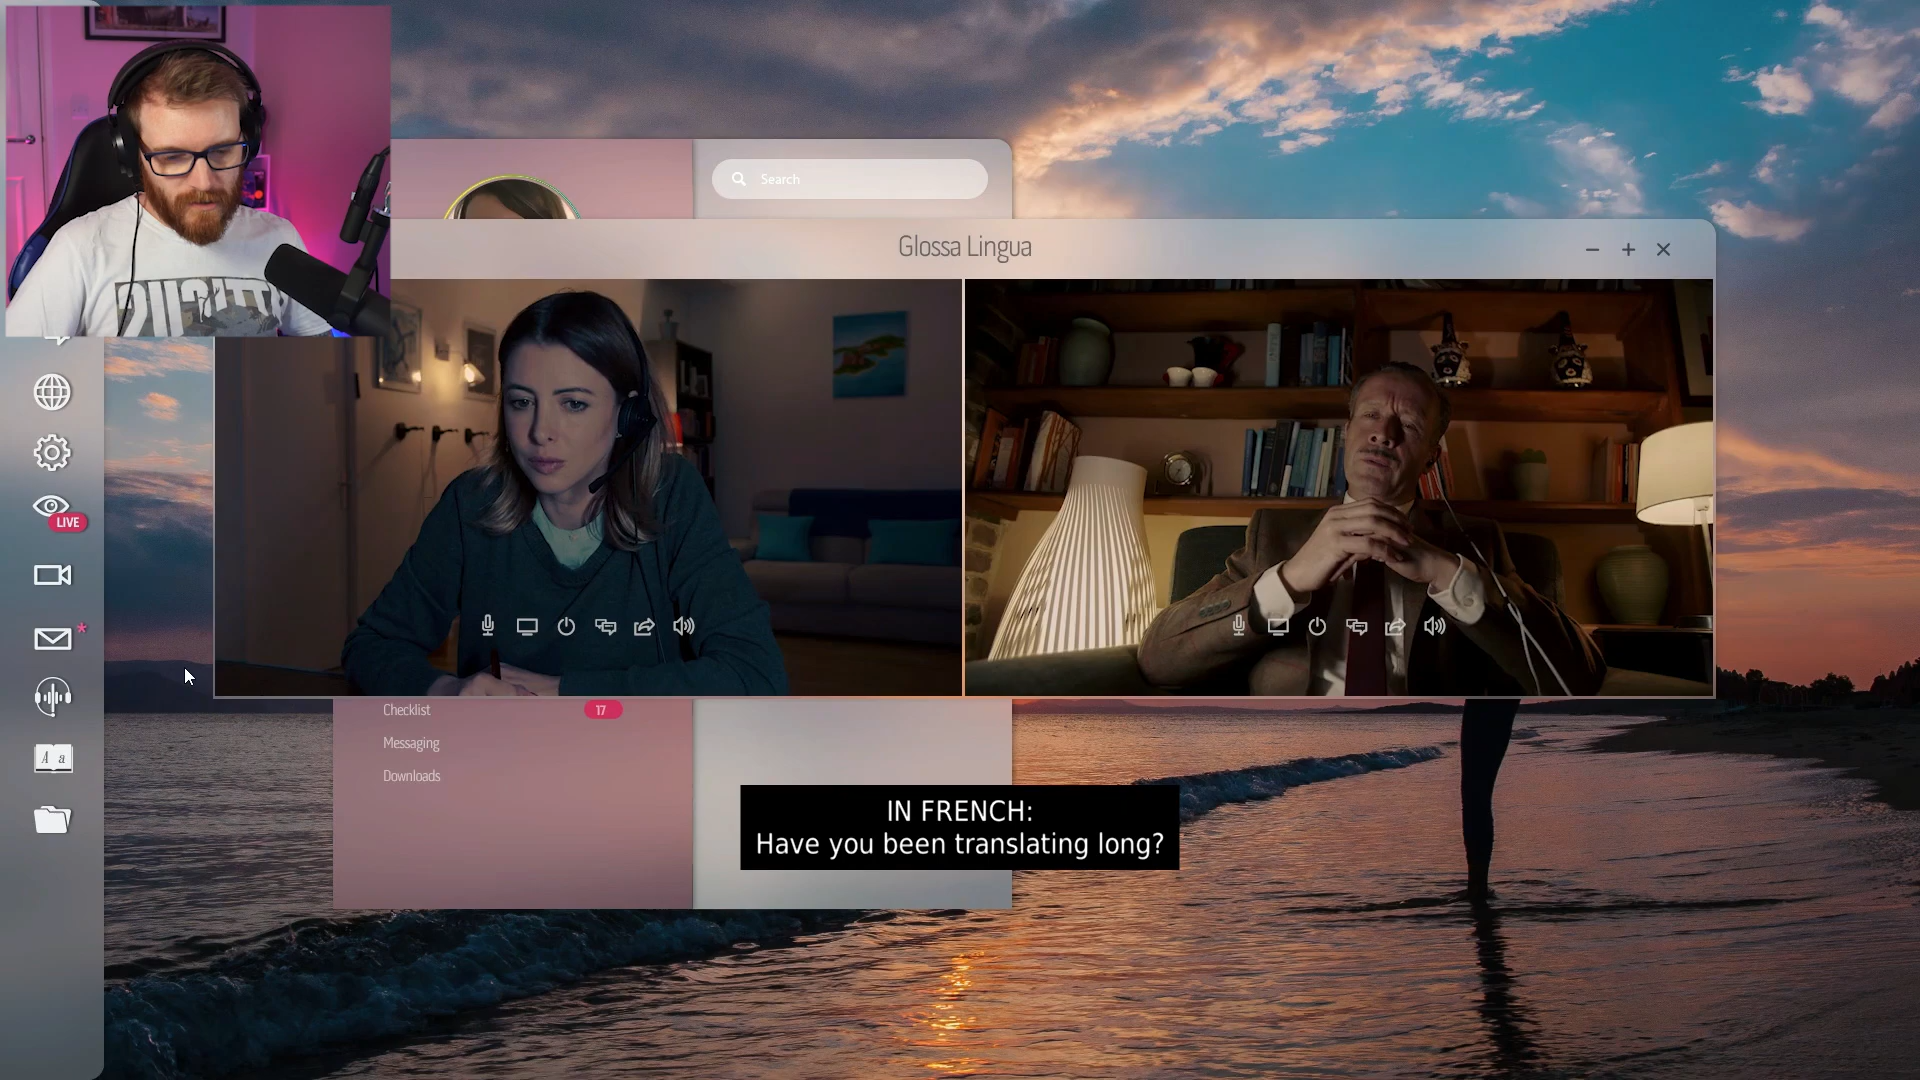 Search
Glossa Lingua
LIVE
Checklist
17
Messaging
Downloads
A a
IN FRENCH:
Have you been translating long?